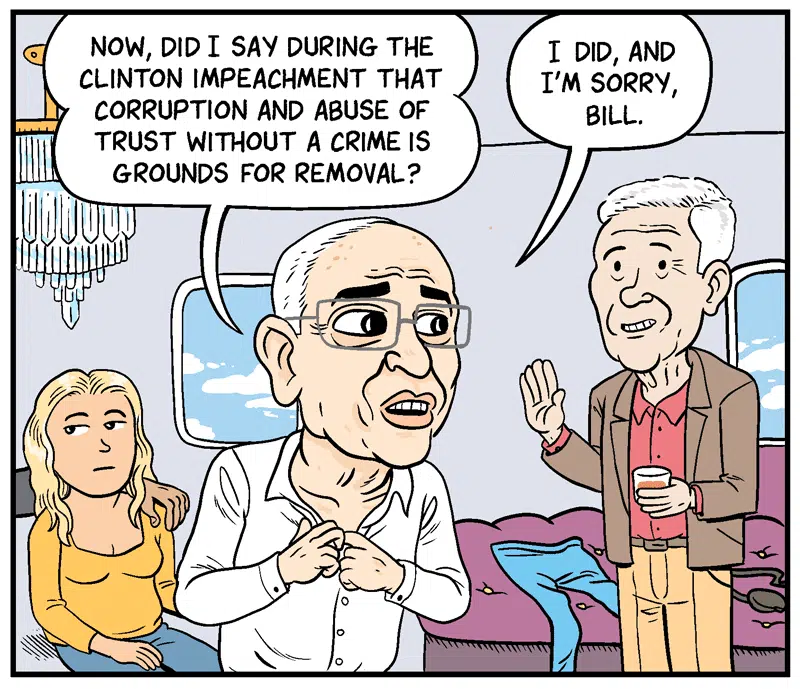 NOW, DID I SAY DURING THE
CLINTON IMPEACHMENT THAT
CORRUPTION AND ABUSE OF
TRUST WITHOUT A CRIME IS
GROUNDS FOR REMOVAL?
I DID, AND
I'M SORRY,
BILL.